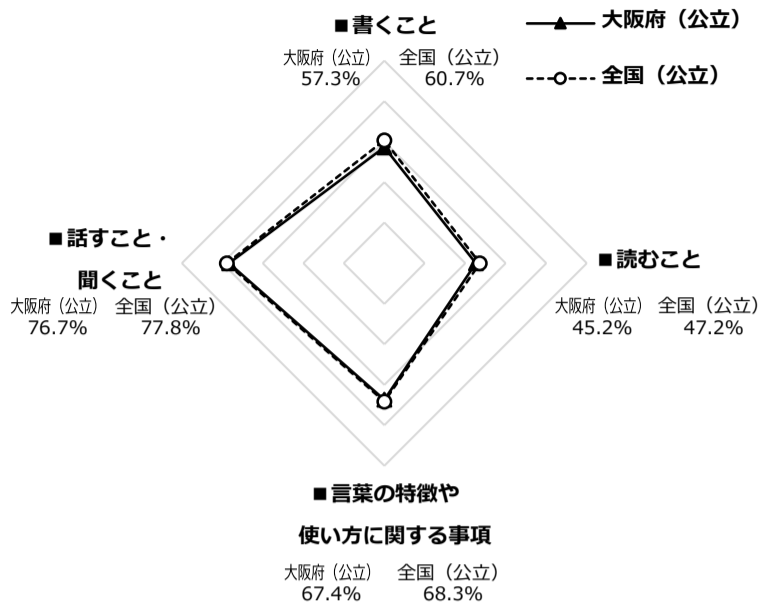 ■書くこと
大阪府（公立） 全国（公立）
57.3% 60.7%
大阪府（公立）
全国（公立）
■話すこと・
聞くこと
大阪府（公立） 全国（公立）
76.7% 77.8%
■読むこと
大阪府（公立） 全国（公立）
45.2% 47.2%
■言葉の特徴や
使い方に関する事項
大阪府（公立） 全国（公立）
67.4% 68.3%